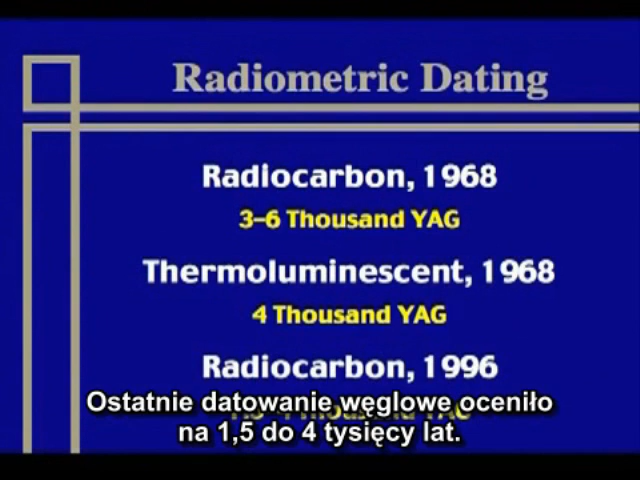 Radiometric Dating
Radiocarbon, 1968
3–6 Thousand YAG
Thermoluminescent, 1968
4 Thousand YAG
Radiocarbon, 1996
Ostatnie datowanie węglowe oceniło
na 1,5 do 4 tysięcy lat.